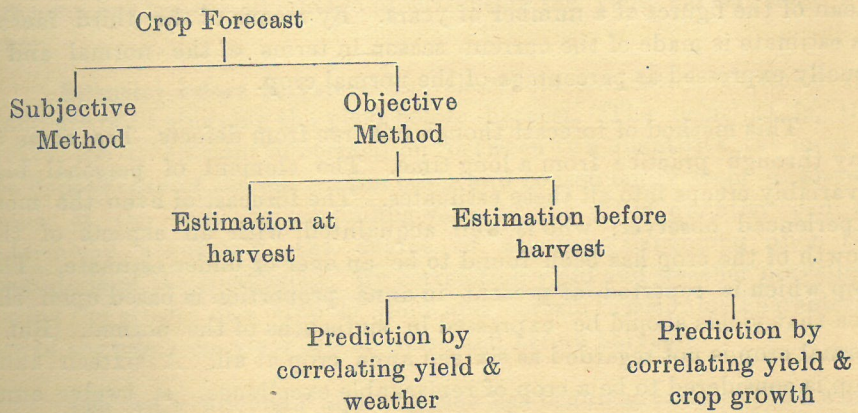 Crop Forecast
Subjective
Method
Objective
Method
Estimation at
harvest
Estimation before
harvest
Prediction by
correlating yield &
weather
Prediction by
correlating yield &
crop growth